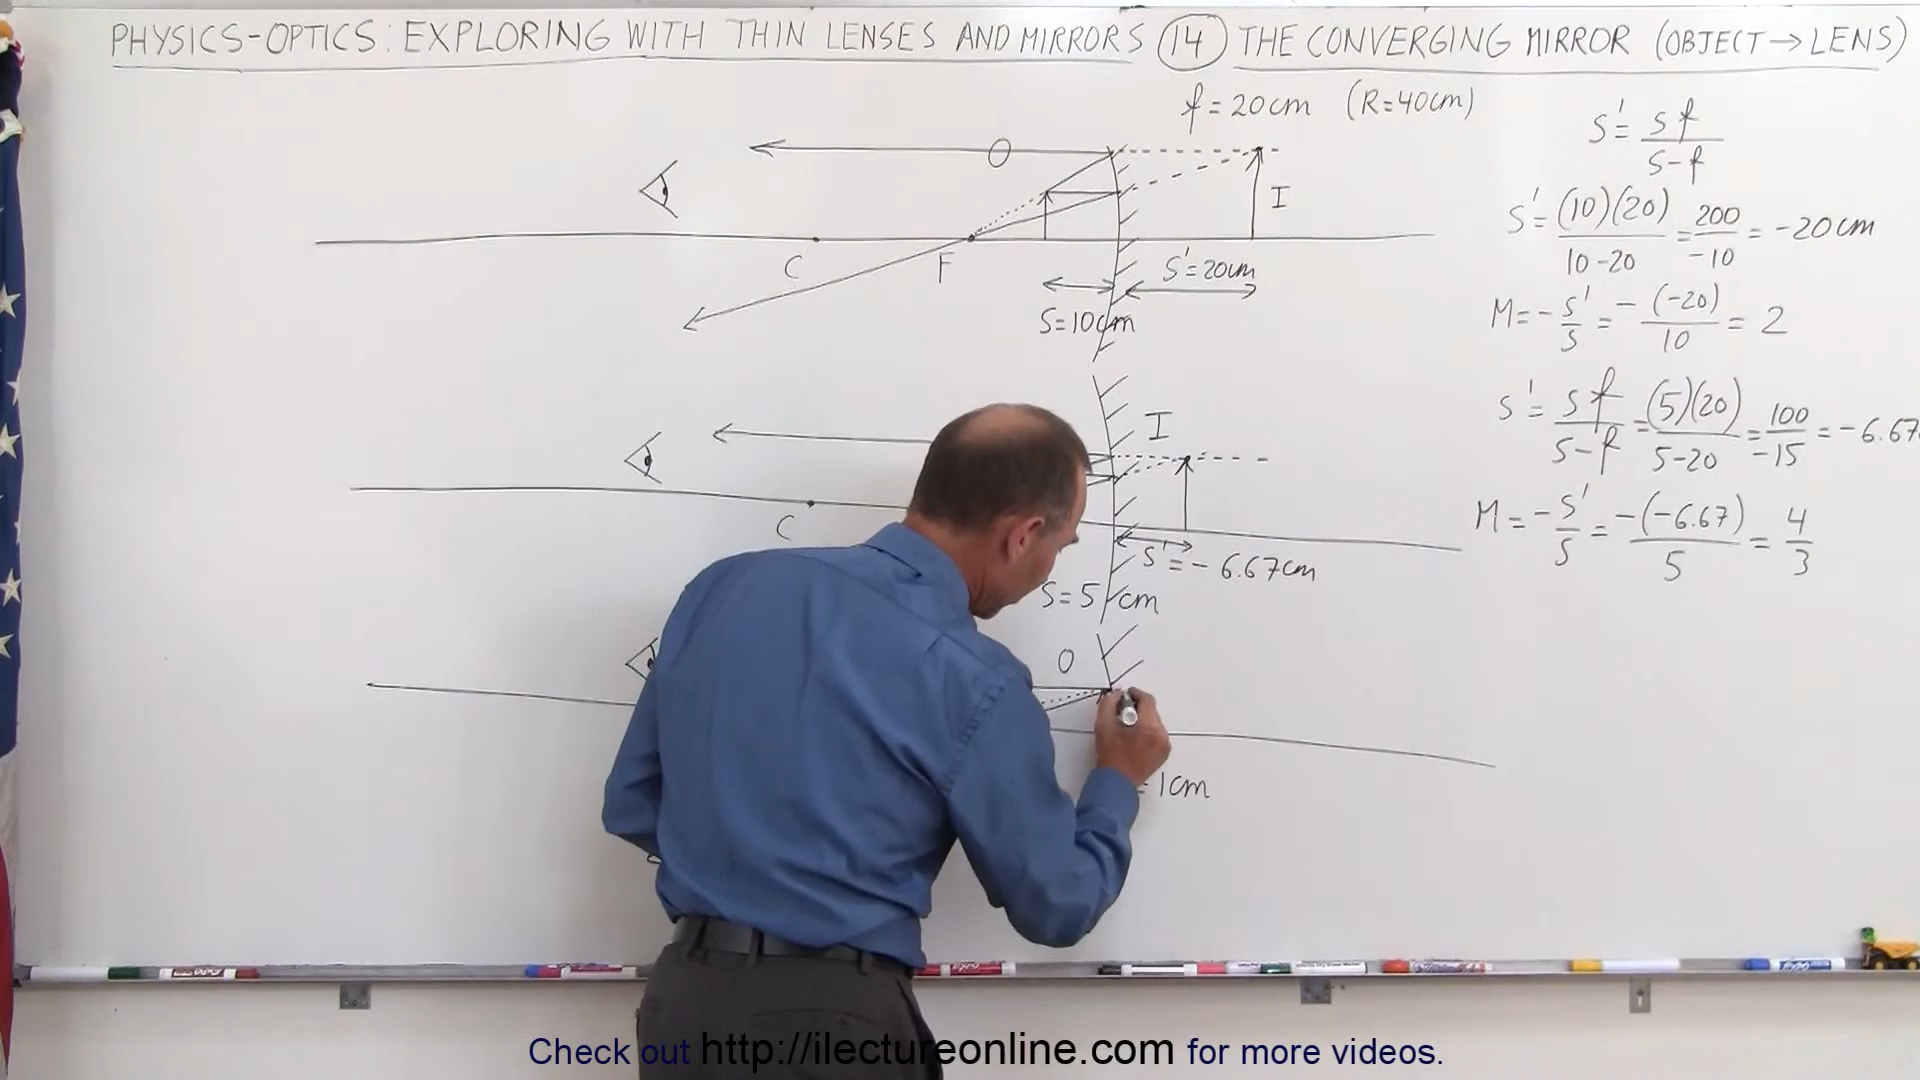 PHYSICS-OPTICS: EXPLORING WITH THIN LENSES AND MIRRORS 14 THE CONVERGING MIRROR (OBJECT→LENS)
f = 20cm (R=40cm)
S' = sf / s-f
S' = (10)(20) / 10-20 = 200 / -10 = -20cm
M = - s'/s = - (-20) / 10 = 2
S' = sf / s-f = (5)(20) / 5-20 = 100 / -15 = -6.67
M = - s'/s = -(-6.67) / 5 = 4/3
O
I
C
F
S'=20cm
S=10cm
I
C
S' = - 6.67cm
S=5 cm
O
= 1cm
Check out http://ilectureonline.com for more videos.